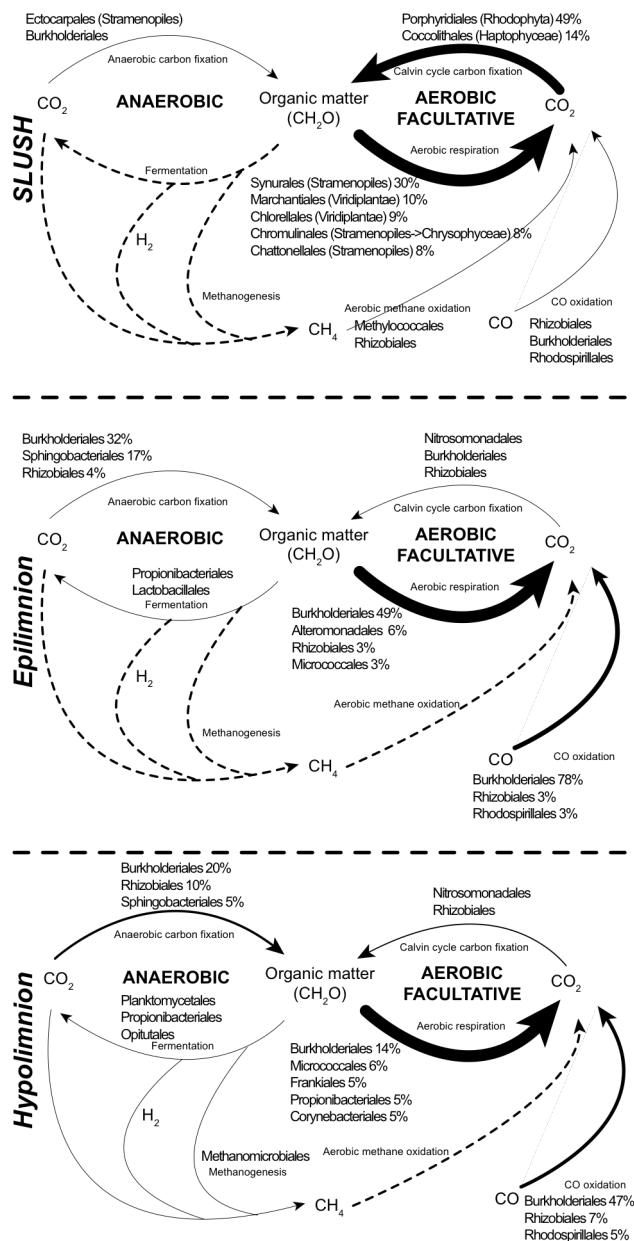 Ectocarpales (Stramenopiles)
Burkholderiales
Porphyridiales (Rhodophyta) 49%
Coccolithales (Haptophyceae) 14%
Anaerobic carbon fixation
Calvin cycle carbon fixation
CO2
ANAEROBIC
Organic matter
(CH2O)
AEROBIC
FACULTATIVE
CO2
SLUSH
Fermentation
Aerobic respiration
Synurales (Stramenopiles) 30%
Marchantiales (Viridiplantae) 10%
Chlorellales (Viridiplantae) 9%
Chromulinales (Stramenopiles->Chrysophyceae) 8%
Chattonellales (Stramenopiles) 8%
H2
Methanogenesis
CH4
Aerobic methane oxidation
Methylococcales
Rhizobiales
CO
CO oxidation
Rhizobiales
Burkholderiales
Rhodospirillales
Burkholderiales 32%
Sphingobacteriales 17%
Rhizobiales 4%
Nitrosomonadales
Burkholderiales
Rhizobiales
Anaerobic carbon fixation
Calvin cycle carbon fixation
CO2
ANAEROBIC
Organic matter
(CH2O)
AEROBIC
FACULTATIVE
CO2
Epilimnion
Propionibacteriales
Lactobacillales
Fermentation
Aerobic respiration
Burkholderiales 49%
Alteromonadales 6%
Rhizobiales 3%
Micrococcales 3%
H2
Methanogenesis
CH4
Aerobic methane oxidation
CO
CO oxidation
Burkholderiales 78%
Rhizobiales 3%
Rhodospirillales 3%
Burkholderiales 20%
Rhizobiales 10%
Sphingobacteriales 5%
Nitrosomonadales
Rhizobiales
Anaerobic carbon fixation
Calvin cycle carbon fixation
CO2
ANAEROBIC
Organic matter
(CH2O)
AEROBIC
FACULTATIVE
CO2
Hypolimnion
Planktomycetales
Propionibacteriales
Opitutales
Fermentation
Aerobic respiration
Burkholderiales 14%
Micrococcales 6%
Frankiales 5%
Propionibacteriales 5%
Corynebacteriales 5%
H2
Methanomicrobiales
Methanogenesis
CH4
Aerobic methane oxidation
CO
CO oxidation
Burkholderiales 47%
Rhizobiales 7%
Rhodospirillales 5%